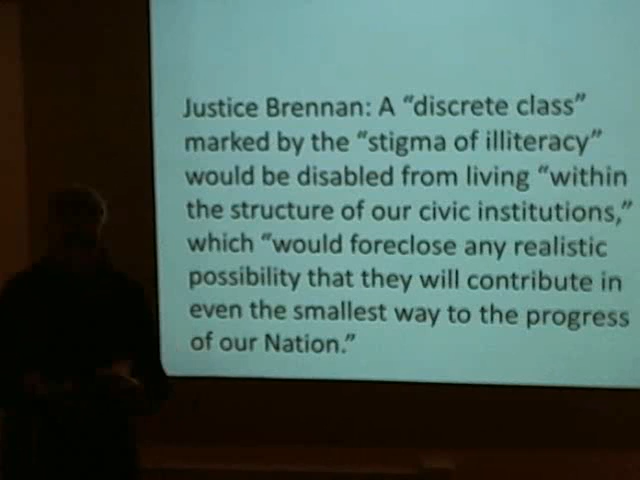 Justice Brennan: A “discrete class”
marked by the “stigma of illiteracy”
would be disabled from living “within
the structure of our civic institutions,”
which “would foreclose any realistic
possibility that they will contribute in
even the smallest way to the progress
of our Nation.”